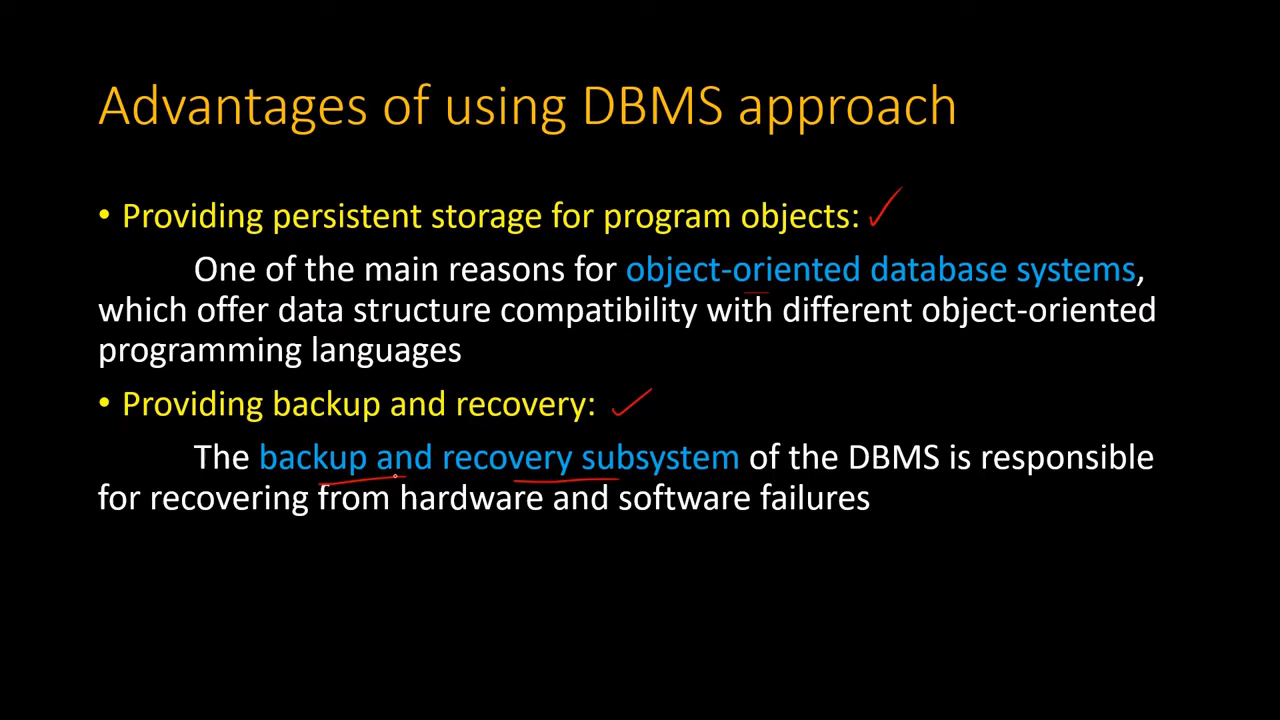 Advantages of using DBMS approach
• Providing persistent storage for program objects:
One of the main reasons for object-oriented database systems,
which offer data structure compatibility with different object-oriented
programming languages
• Providing backup and recovery:
The backup and recovery subsystem of the DBMS is responsible
for recovering from hardware and software failures